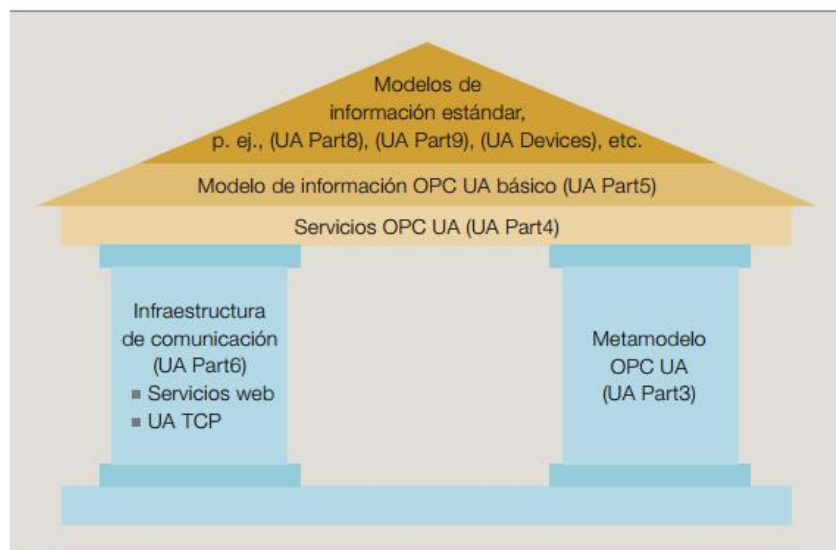 Modelos de
información estándar,
p. ej., (UA Part8), (UA Part9), (UA Devices), etc.
Modelo de información OPC UA básico (UA Part5)
Servicios OPC UA (UA Part4)
Infraestructura
de comunicación
(UA Part6)
■ Servicios web
■ UA TCP
Metamodelo
OPC UA
(UA Part3)